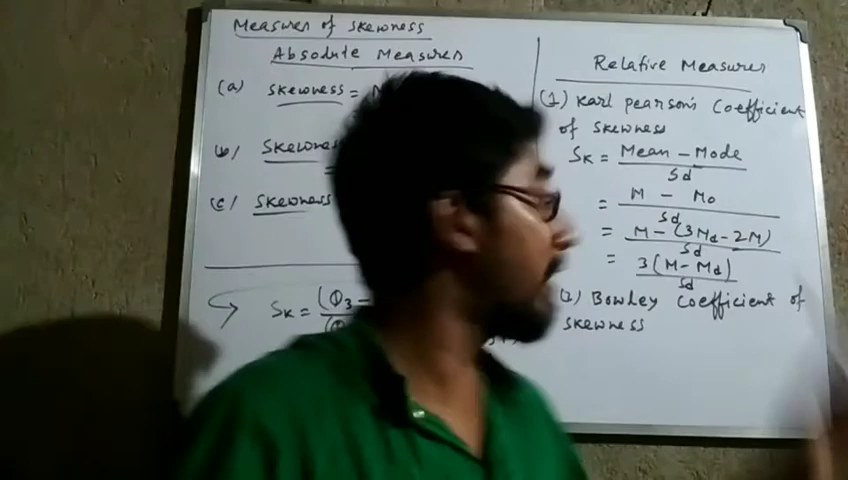 Measures of skewness
Absolute Measures
(a) skewness =
(b) skewness
=
(c) skewness
Sk = (Q3 -
Relative Measures
(1) Karl pearson's coefficient
of skewness
Sk = Mean - Mode
Sd
= M - Mo
Sd
= M - (3Md - 2M)
Sd
= 3(M - Md)
Sd
(2) Bowley coefficient of
skewness